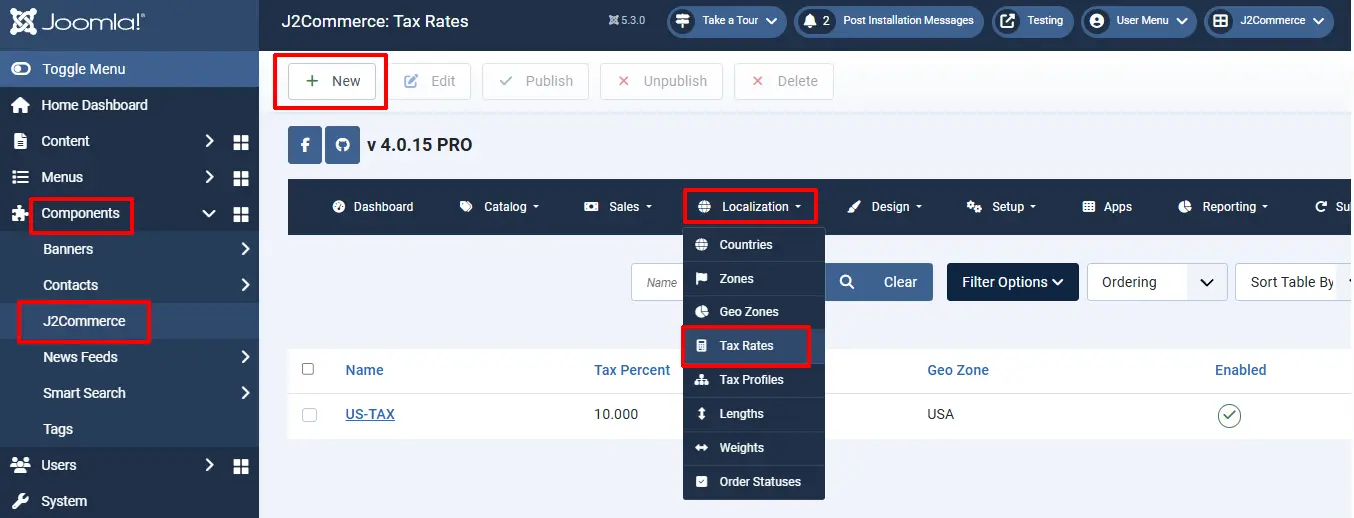 Joomla!®
J2Commerce: Tax Rates
5.3.0
Take a Tour
2 Post Installation Messages
Testing
User Menu
J2Commerce
Toggle Menu
Home Dashboard
Content
Menus
Components
Banners
Contacts
J2Commerce
News Feeds
Smart Search
Tags
Users
System
New
Edit
Publish
Unpublish
Delete
v 4.0.15 PRO
Dashboard
Catalog
Sales
Localization
Design
Setup
Apps
Reporting
Countries
Zones
Geo Zones
Tax Rates
Tax Profiles
Lengths
Weights
Order Statuses
Name
Clear
Filter Options
Ordering
Sort Table By
Name Tax Percent Geo Zone Enabled
US-TAX 10.000 USA